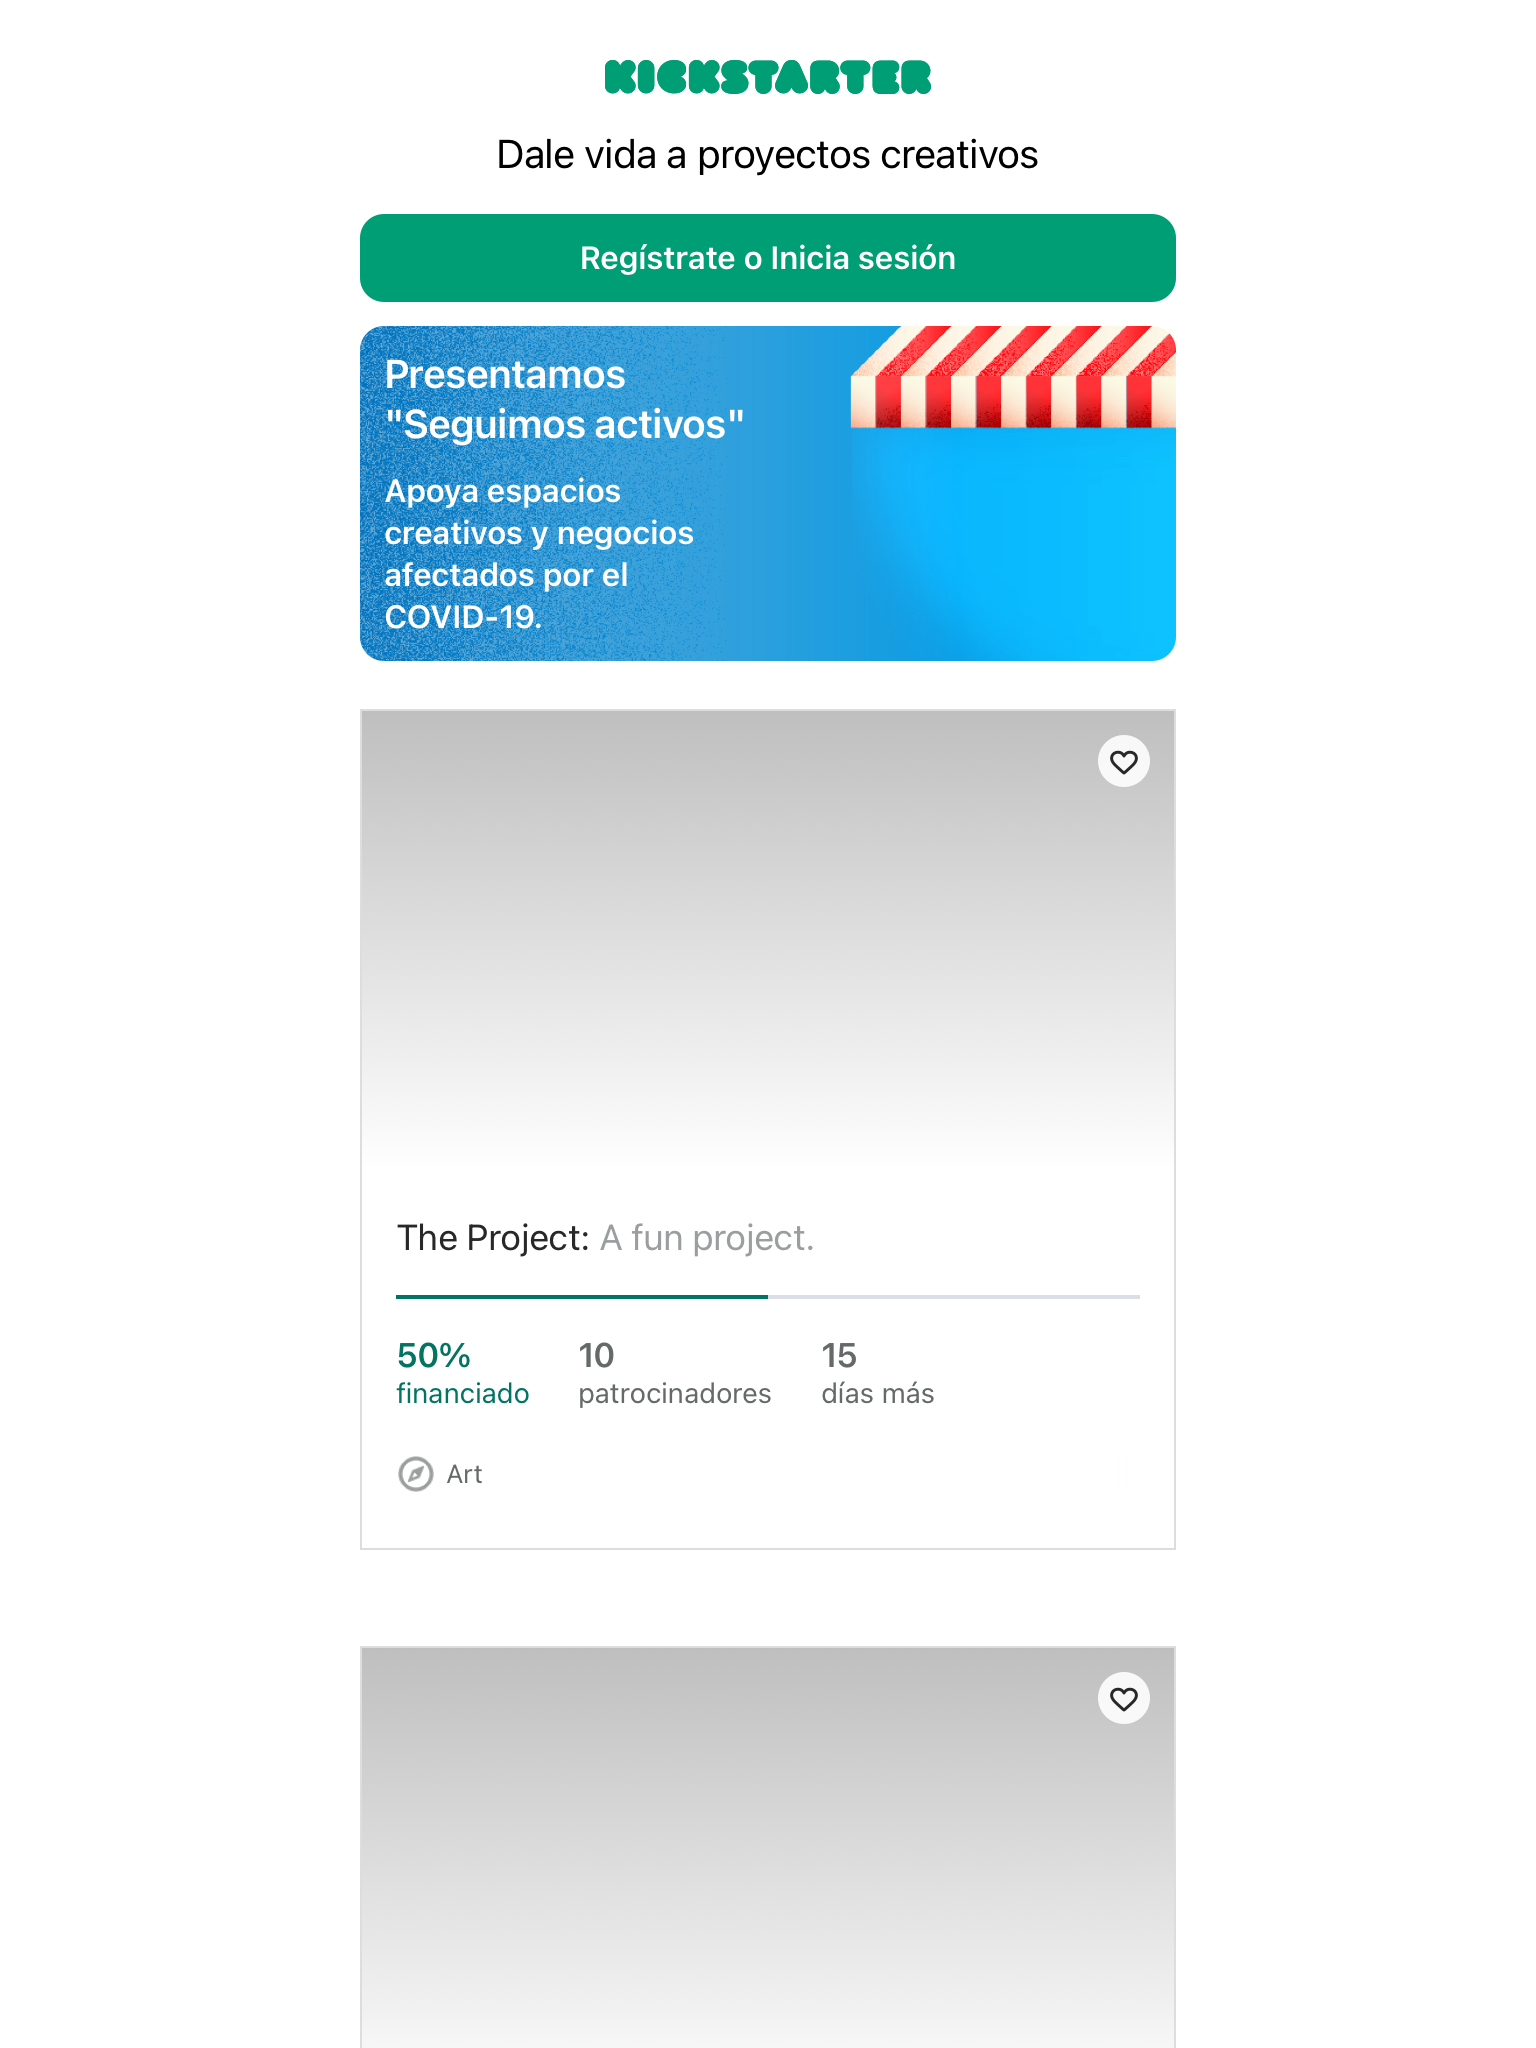 KICKSTARTER
Dale vida a proyectos creativos
Regístrate o Inicia sesión
Presentamos
"Seguimos activos"
Apoya espacios
creativos y negocios
afectados por el
COVID-19.
The Project: A fun project.
50%
financiado
10
patrocinadores
15
días más
Art